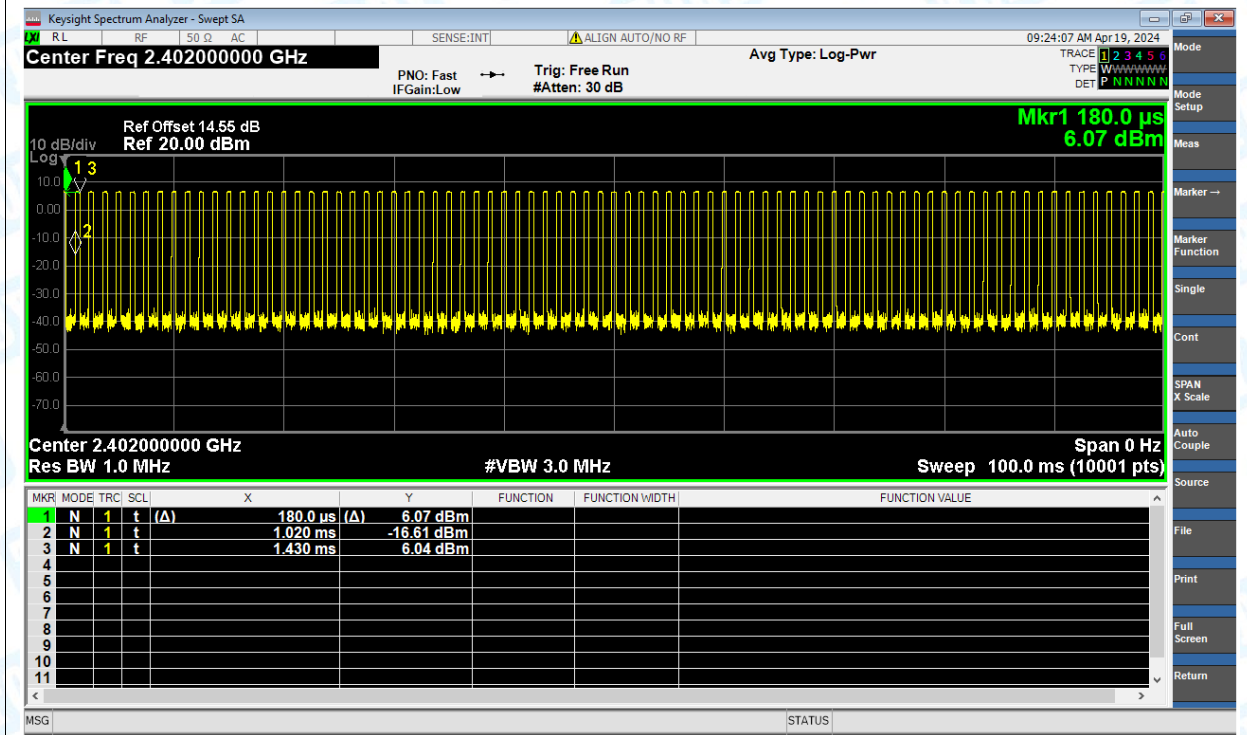 Keysight Spectrum Analyzer - Swept SA
LXI RL RF 50 Ω AC SENSE:INT ALIGN AUTO/NO RF 09:24:07 AM Apr 19, 2024
Center Freq 2.402000000 GHz
PNO: Fast
IFGain:Low
Trig: Free Run
#Atten: 30 dB
Avg Type: Log-Pwr
TRACE 1 2 3 4 5 6
TYPE WWWWWW
DET P N N N N N
Ref Offset 14.55 dB
10 dB/div Ref 20.00 dBm
Log
Mkr1 180.0 µs
6.07 dBm
1 3
2
10.0
0.00
-10.0
-20.0
-30.0
-40.0
-50.0
-60.0
-70.0
Center 2.402000000 GHz Span 0 Hz
Res BW 1.0 MHz #VBW 3.0 MHz Sweep 100.0 ms (10001 pts)
MKR MODE TRC SCL X Y FUNCTION FUNCTION WIDTH FUNCTION VALUE
1 N 1 t (Δ) 180.0 µs (Δ) 6.07 dBm
2 N 1 t 1.020 ms -16.61 dBm
3 N 1 t 1.430 ms 6.04 dBm
4
5
6
7
8
9
10
11
MSG STATUS
Mode
Mode Setup
Meas
Marker →
Marker Function
Single
Cont
SPAN X Scale
Auto Couple
Source
File
Print
Full Screen
Return